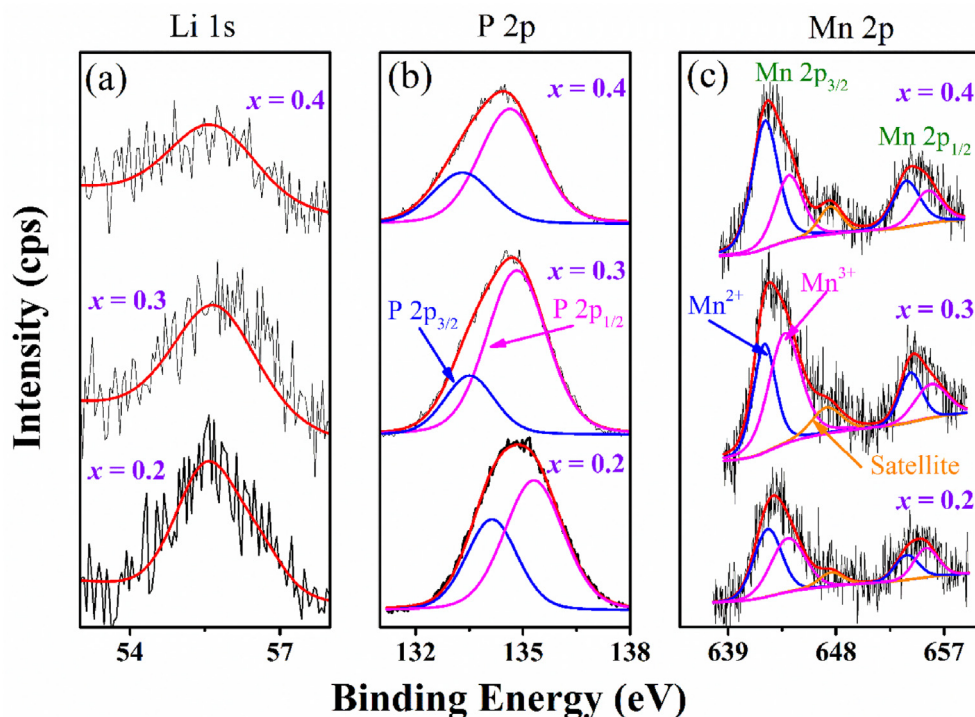 Li 1s
P 2p
Mn 2p
(a)
x = 0.4
x = 0.3
x = 0.2
(b)
x = 0.4
x = 0.3
P 2p3/2
P 2p1/2
x = 0.2
(c)
Mn 2p3/2
x = 0.4
Mn 2p1/2
Mn2+
Mn3+
x = 0.3
Satellite
x = 0.2
Intensity (cps)
54 57
132 135 138
639 648 657
Binding Energy (eV)